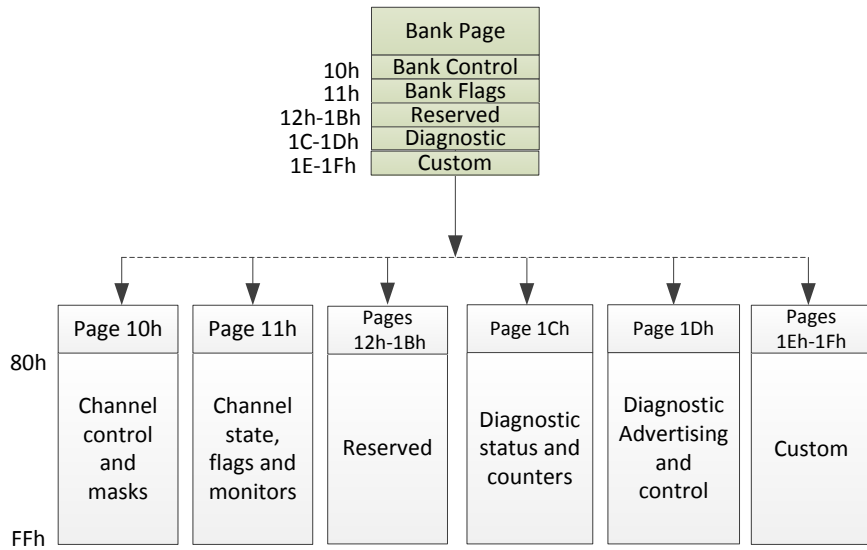 Bank Page
10h Bank Control
11h Bank Flags
12h-1Bh Reserved
1C-1Dh Diagnostic
1E-1Fh Custom
Page 10h
Page 11h
Pages
12h-1Bh
Page 1Ch
Page 1Dh
Pages
1Eh-1Fh
80h
Channel
control
and
masks
Channel
state,
flags and
monitors
Reserved
Diagnostic
status and
counters
Diagnostic
Advertising
and
control
Custom
FFh